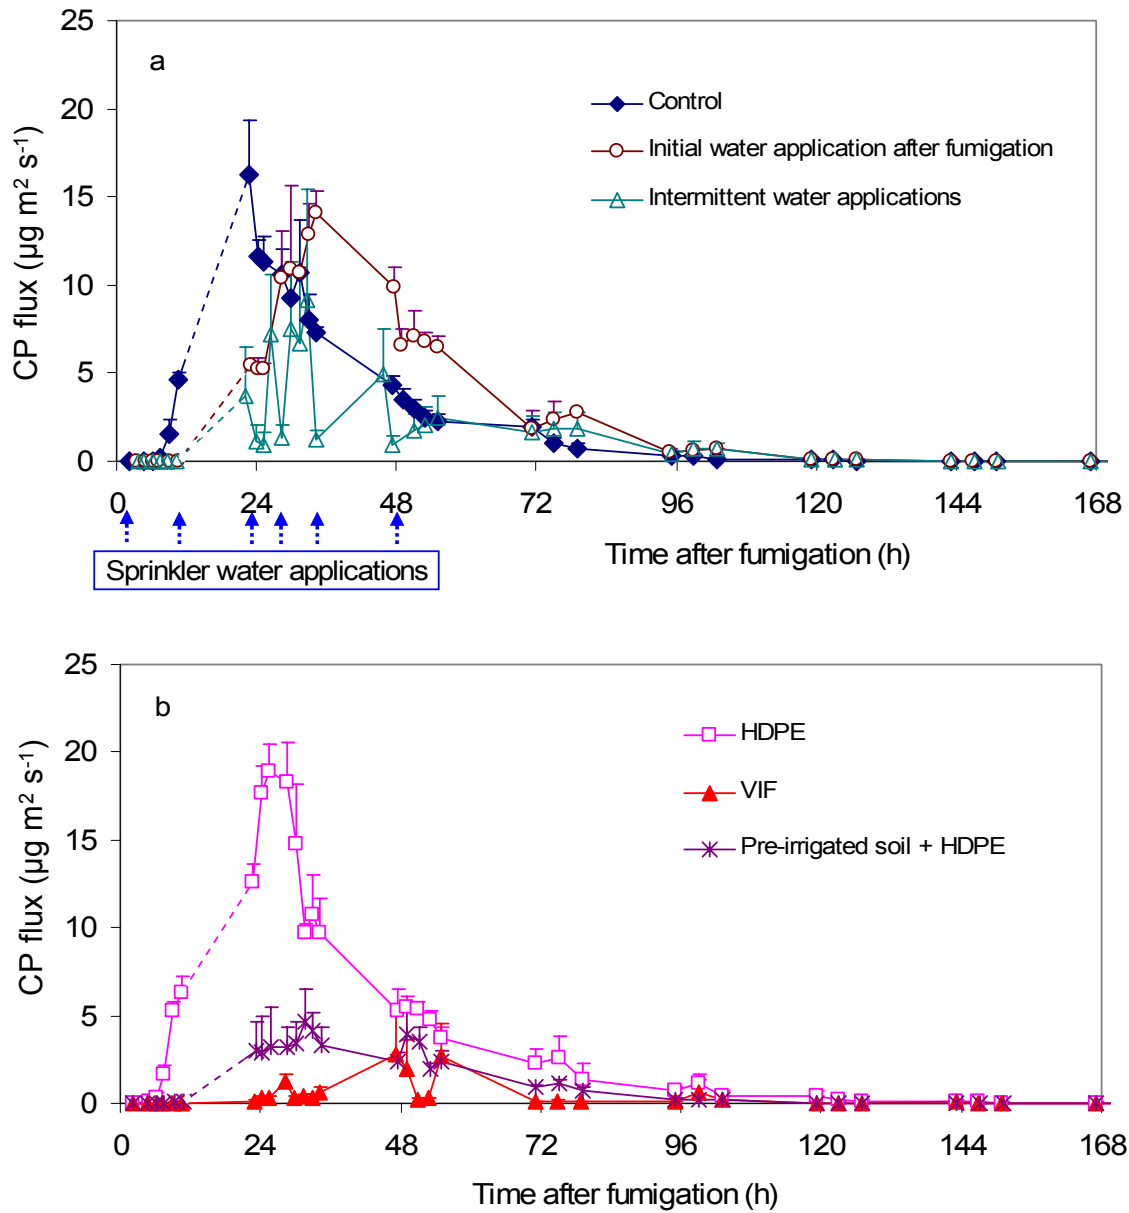 25
20
15
10
5
0
CP flux (µg m² s⁻¹)
a
Control
Initial water application after fumigation
Intermittent water applications
0 24 48 72 96 120 144 168
Sprinkler water applications
Time after fumigation (h)
25
20
15
10
5
0
CP flux (µg m² s⁻¹)
b
HDPE
VIF
Pre-irrigated soil + HDPE
0 24 48 72 96 120 144 168
Time after fumigation (h)